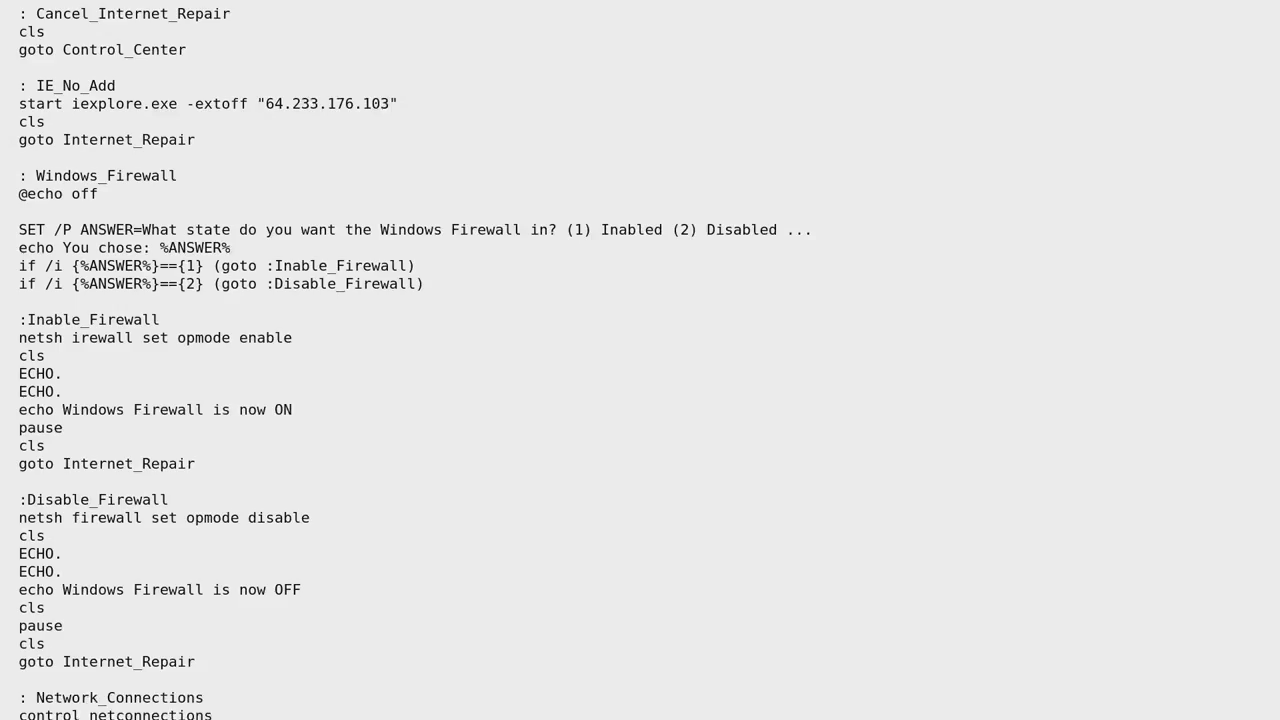 : Cancel_Internet_Repair
cls
goto Control_Center

: IE_No_Add
start iexplore.exe -extoff "64.233.176.103"
cls
goto Internet_Repair

: Windows_Firewall
@echo off

SET /P ANSWER=What state do you want the Windows Firewall in? (1) Inabled (2) Disabled ...
echo You chose: %ANSWER%
if /i {%ANSWER%}=={1} (goto :Inable_Firewall)
if /i {%ANSWER%}=={2} (goto :Disable_Firewall)

:Inable_Firewall
netsh irewall set opmode enable
cls
ECHO.
ECHO.
echo Windows Firewall is now ON
pause
cls
goto Internet_Repair

:Disable_Firewall
netsh firewall set opmode disable
cls
ECHO.
ECHO.
echo Windows Firewall is now OFF
cls
pause
cls
goto Internet_Repair

: Network_Connections
control netconnections